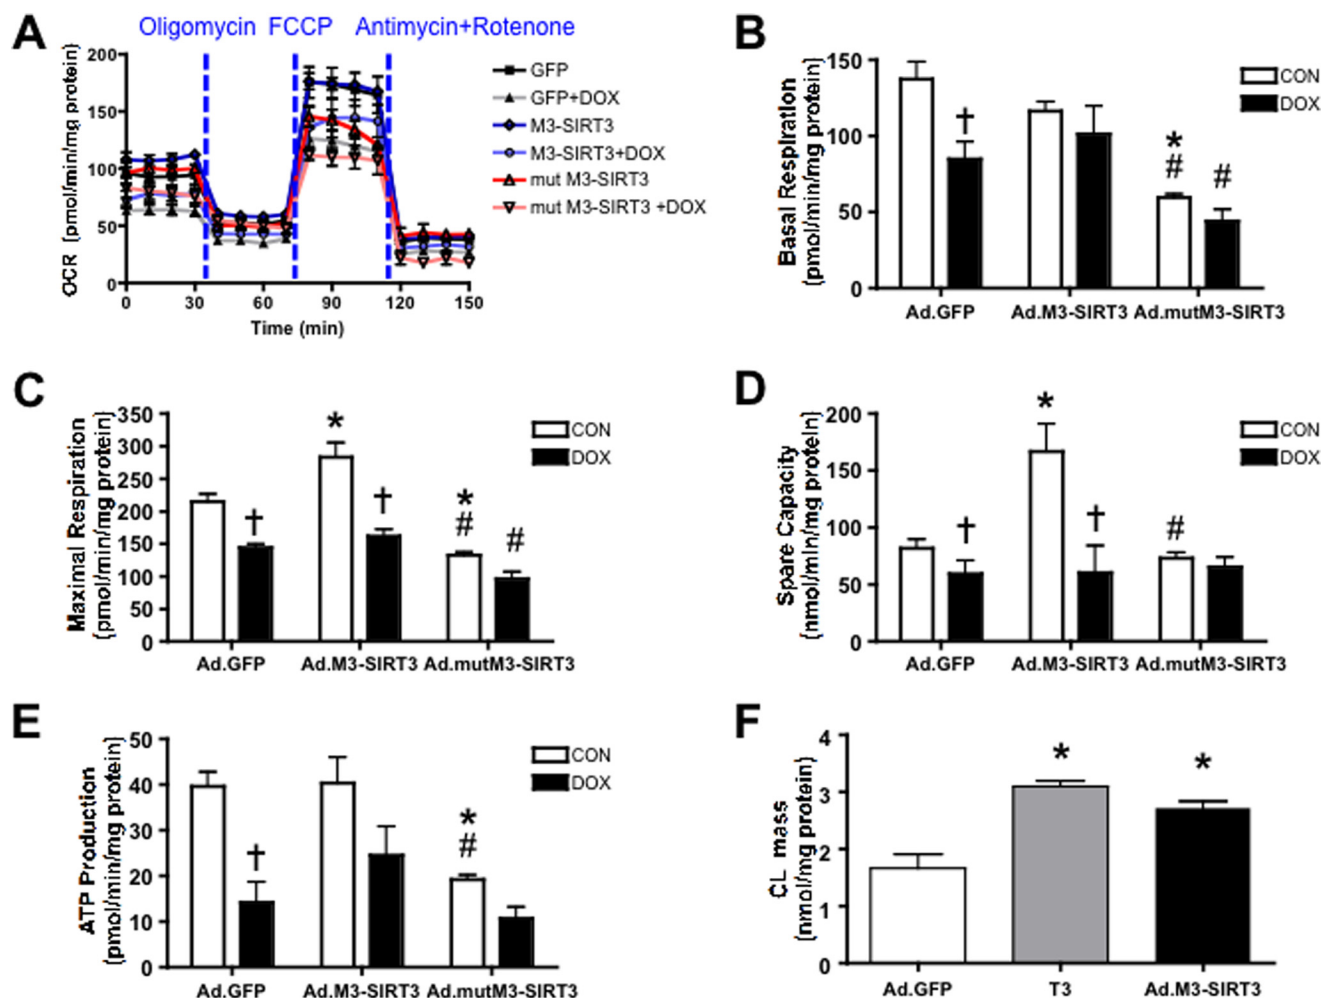 A
Oligomycin FCCP Antimycin+Rotenone
OCR (pmol/min/mg protein)
200
150
100
50
0
0 30 60 90 120 150
Time (min)
GFP
GFP+DOX
M3-SIRT3
M3-SIRT3+DOX
mut M3-SIRT3
mut M3-SIRT3 +DOX
B
Basal Respiration
(pmol/min/mg protein)
150
100
50
0
†
*
#
#
CON
DOX
Ad.GFP Ad.M3-SIRT3 Ad.mutM3-SIRT3
C
Maximal Respiration
(pmol/min/mg protein)
350
300
250
200
150
100
50
0
†
*
†
*
#
#
CON
DOX
Ad.GFP Ad.M3-SIRT3 Ad.mutM3-SIRT3
D
Spare Capacity
(nmol/min/mg protein)
200
150
100
50
0
†
*
†
#
CON
DOX
Ad.GFP Ad.M3-SIRT3 Ad.mutM3-SIRT3
E
ATP Production
(pmol/min/mg protein)
50
40
30
20
10
0
†
*
#
CON
DOX
Ad.GFP Ad.M3-SIRT3 Ad.mutM3-SIRT3
F
CL mass
(nmol/mg protein)
4
3
2
1
0
*
*
Ad.GFP T3 Ad.M3-SIRT3